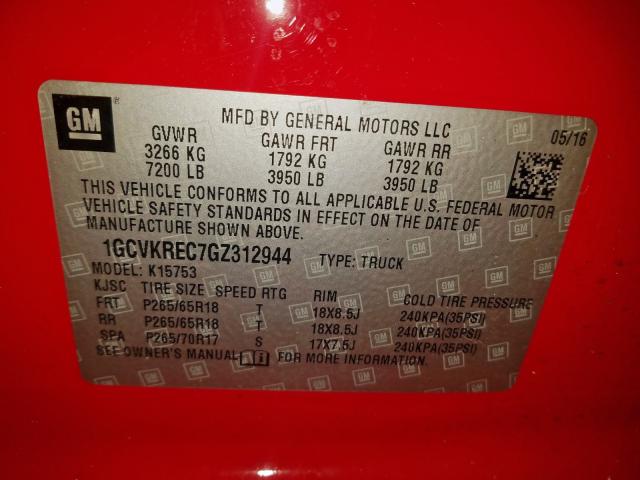 GM
MFD BY GENERAL MOTORS LLC
05/16
GVWR GAWR FRT GAWR RR
3266 KG 1792 KG 1792 KG
7200 LB 3950 LB 3950 LB
THIS VEHICLE CONFORMS TO ALL APPLICABLE U.S. FEDERAL MOTOR
VEHICLE SAFETY STANDARDS IN EFFECT ON THE DATE OF
MANUFACTURE SHOWN ABOVE.
1GCVKREC7GZ312944 TYPE: TRUCK
MODEL: K15753
KJSC TIRE SIZE SPEED RTG RIM COLD TIRE PRESSURE
FRT P265/65R18 T 18X8.5J 240KPA(35PSI)
RR P265/65R18 T 18X8.5J 240KPA(35PSI)
SPA P265/70R17 S 17X7.5J 240KPA(35PSI)
SEE OWNER'S MANUAL FOR MORE INFORMATION.